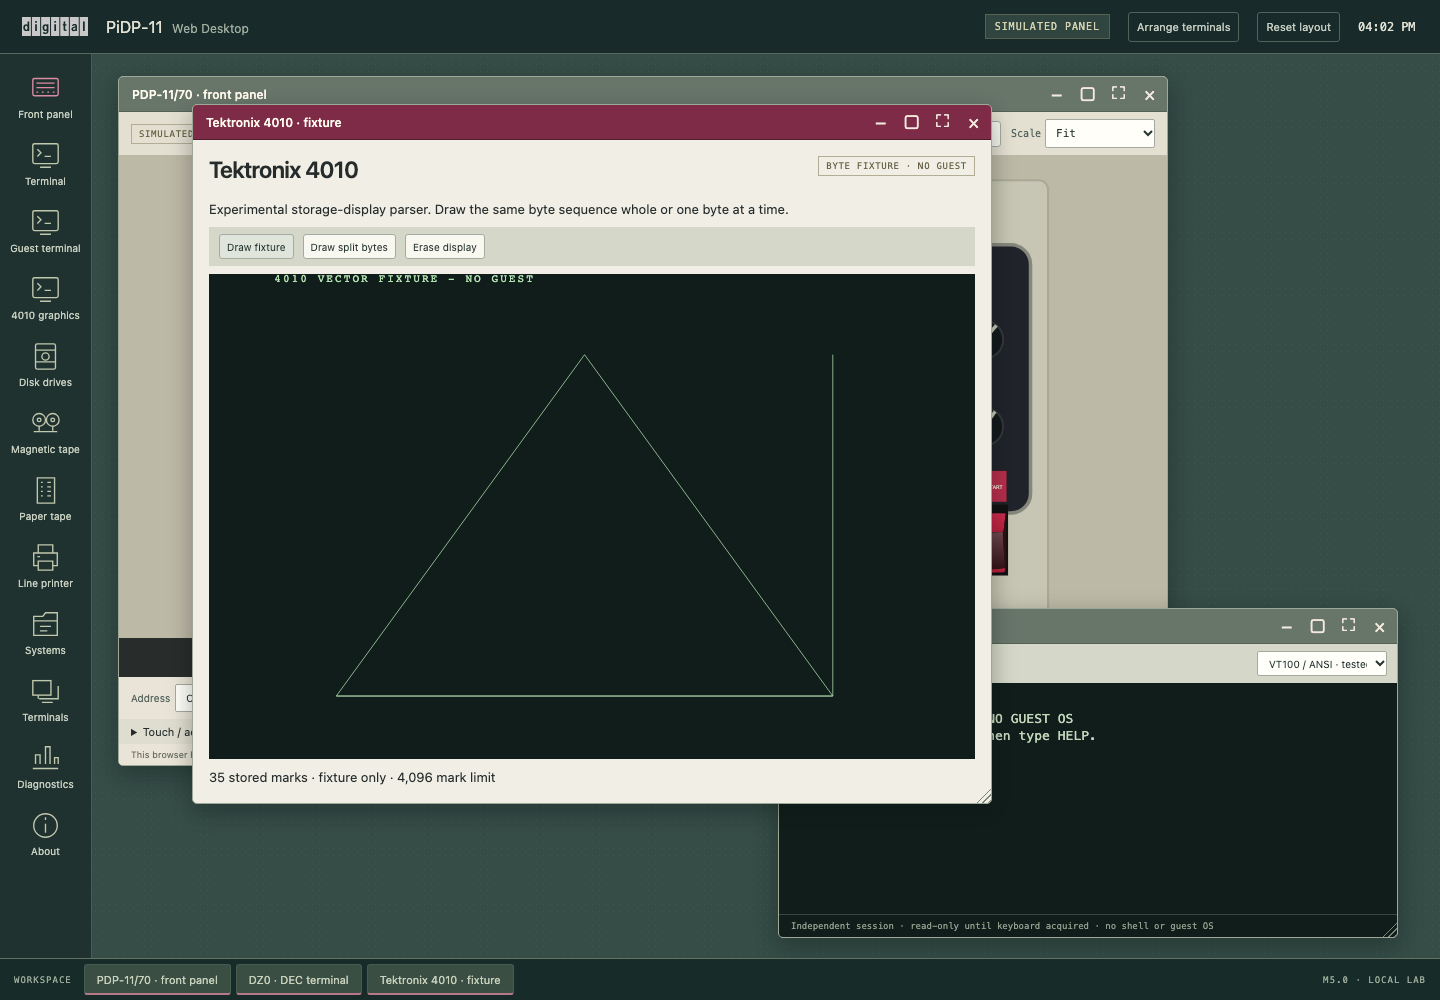 digital PiDP-11 Web Desktop SIMULATED PANEL Arrange terminals Reset layout 04:02 PM
Front panel
Terminal
Guest terminal
4010 graphics
Disk drives
Magnetic tape
Paper tape
Line printer
Systems
Terminals
Diagnostics
About
PDP-11/70 · front panel
SIMULATED
Scale Fit
Address
Touch /
This browser
Tektronix 4010 · fixture
Tektronix 4010
BYTE FIXTURE · NO GUEST
Experimental storage-display parser. Draw the same byte sequence whole or one byte at a time.
Draw fixture Draw split bytes Erase display
4010 VECTOR FIXTURE – NO GUEST
35 stored marks · fixture only · 4,096 mark limit
VT100 / ANSI · teste
NO GUEST OS
hen type HELP.
Independent session · read-only until keyboard acquired · no shell or guest OS
WORKSPACE PDP-11/70 · front panel DZ0 · DEC terminal Tektronix 4010 · fixture M5.0 · LOCAL LAB